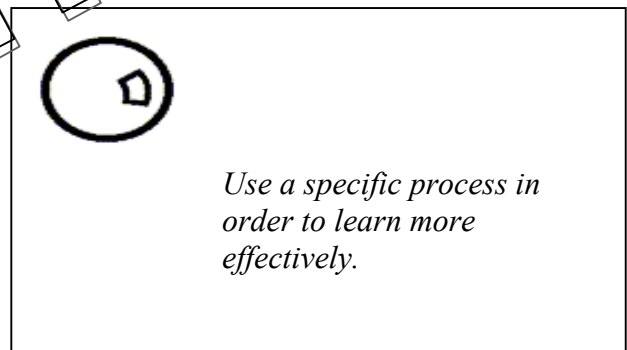 Use a specific process in
order to learn more
effectively.